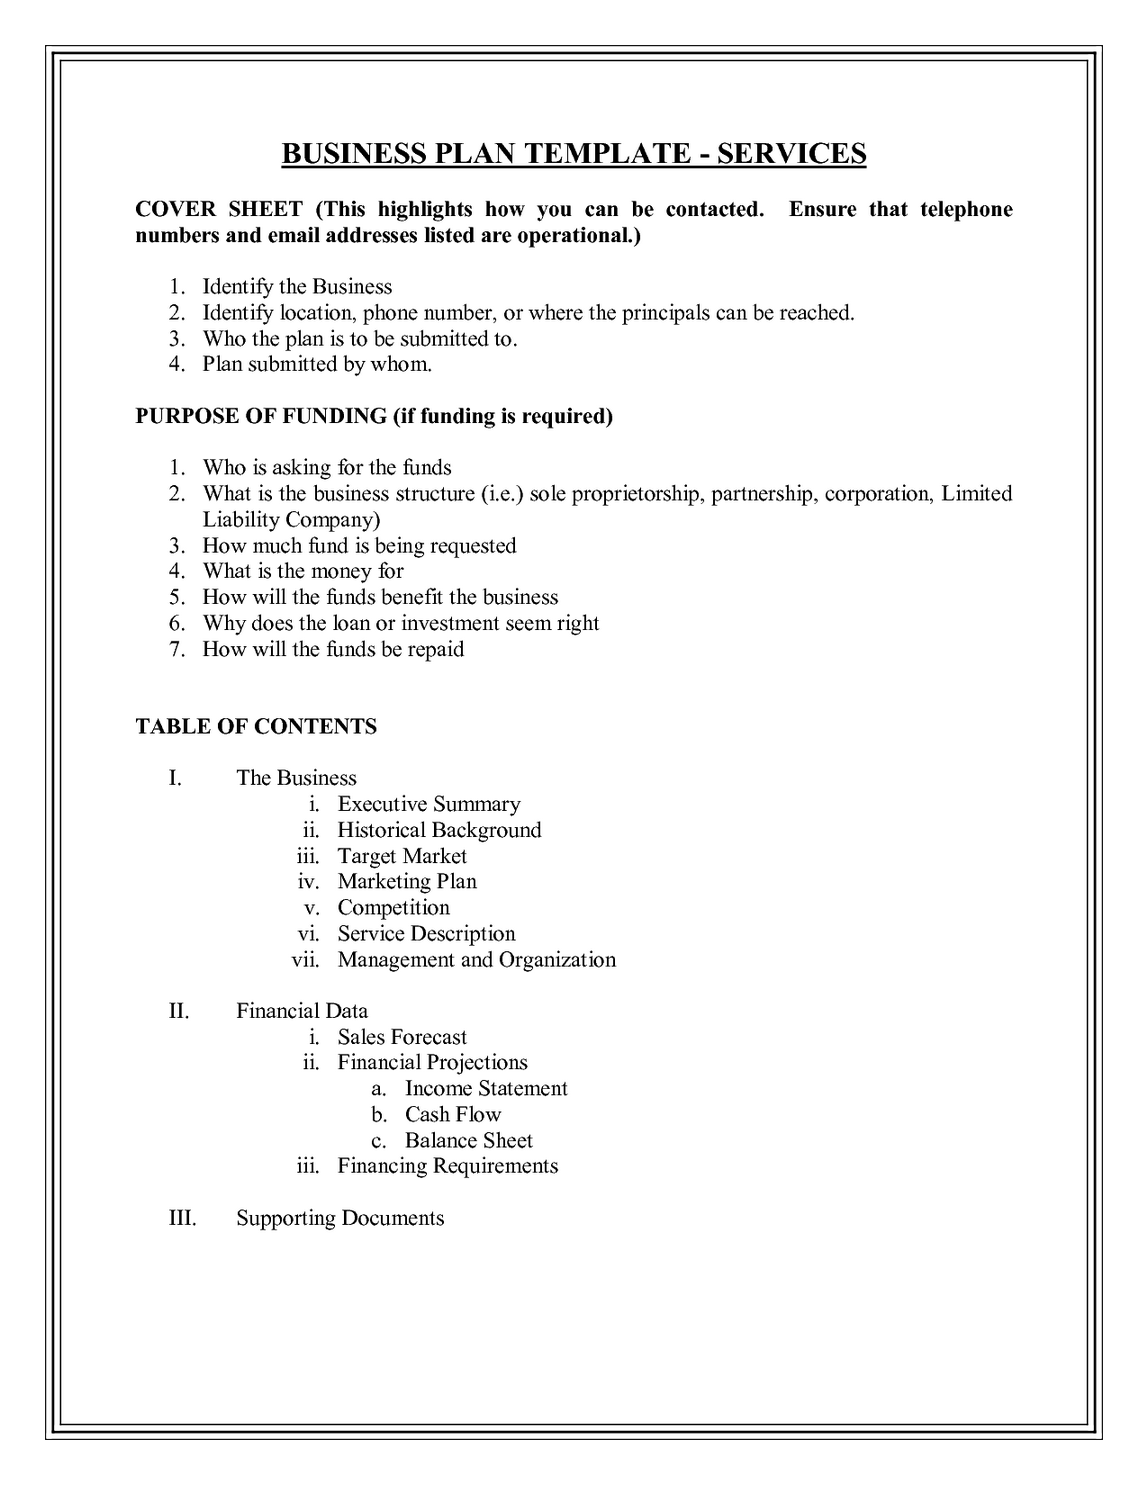 BUSINESS PLAN TEMPLATE - SERVICES
COVER SHEET (This highlights how you can be contacted. Ensure that telephone
numbers and email addresses listed are operational.)
1. Identify the Business
2. Identify location, phone number, or where the principals can be reached.
3. Who the plan is to be submitted to.
4. Plan submitted by whom.
PURPOSE OF FUNDING (if funding is required)
1. Who is asking for the funds
2. What is the business structure (i.e.) sole proprietorship, partnership, corporation, Limited
Liability Company)
3. How much fund is being requested
4. What is the money for
5. How will the funds benefit the business
6. Why does the loan or investment seem right
7. How will the funds be repaid
TABLE OF CONTENTS
I. The Business
i. Executive Summary
ii. Historical Background
iii. Target Market
iv. Marketing Plan
v. Competition
vi. Service Description
vii. Management and Organization
II. Financial Data
i. Sales Forecast
ii. Financial Projections
a. Income Statement
b. Cash Flow
c. Balance Sheet
iii. Financing Requirements
III. Supporting Documents